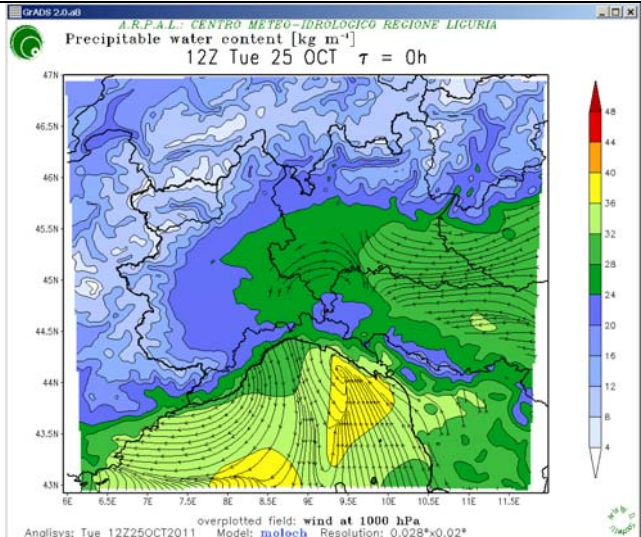 GrADS 2.0.a8
A.R.P.A.L.: CENTRO METEO-IDROLOGICO REGIONE LIGURIA
Precipitable water content [kg m⁻¹]
12Z Tue 25 OCT τ = 0h
47N
46.5N
46N
45.5N
45N
44.5N
44N
43.5N
43N
6E 6.5E 7E 7.5E 8E 8.5E 9E 9.5E 10E 10.5E 11E 11.5E
48
44
40
36
32
28
24
20
16
12
8
4
overplotted field: wind at 1000 hPa
Anglisys: Tue 12Z25OCT2011 Model: moloch Resolution: 0.028°x0.02°